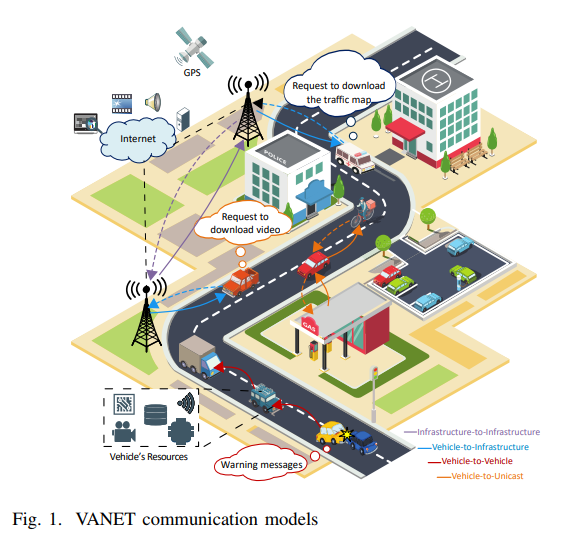 GPS
Request to download
the traffic map
Internet
POLICE
Request to
download video
GAS
Vehicle's Resources
Warning messages
Infrastructure-to-Infrastructure
Vehicle-to-Infrastructure
Vehicle-to-Vehicle
Vehicle-to-Unicast
H
Fig. 1. VANET communication models